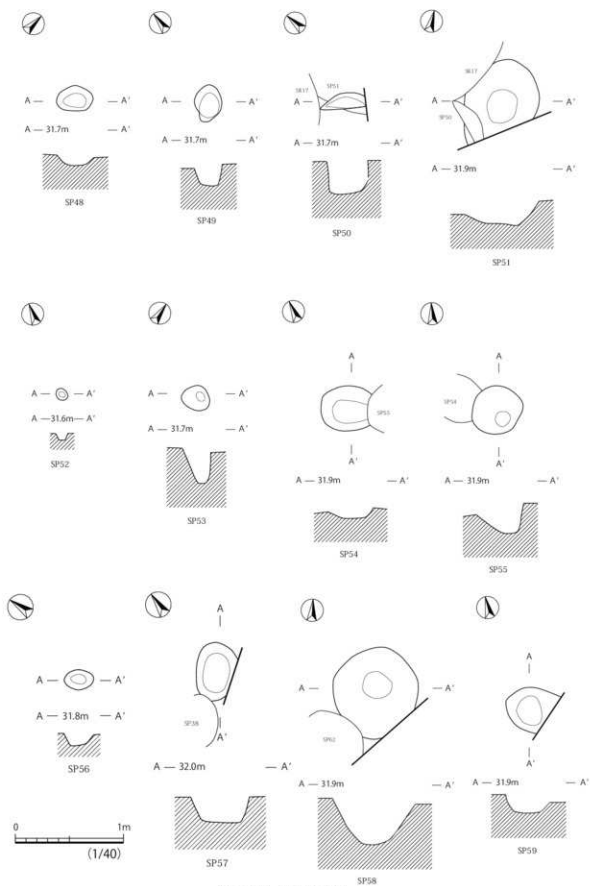 A — — A'
A — — A'
SK17 SP51
A — — A'
SK17
A — — A'
SP50
A — 31.7m — A'
A — 31.7m — A'
A — 31.7m — A'
A — 31.9m — A'
SP48
SP49
SP50
SP51
A — — A'
A — — A'
A
SP55
A'
A
SP54
A'
A —31.6m— A'
A — 31.7m — A'
A — 31.9m — A'
A — 31.9m — A'
SP52
SP53
SP54
SP55
A — — A'
A
SP38
A'
A — — A'
SP62
A
A'
A — 31.8m — A'
A — 32.0m — A'
A — 31.9m — A'
A — 31.9m — A'
SP56
SP57
SP58
SP59
0 1m
(1/40)